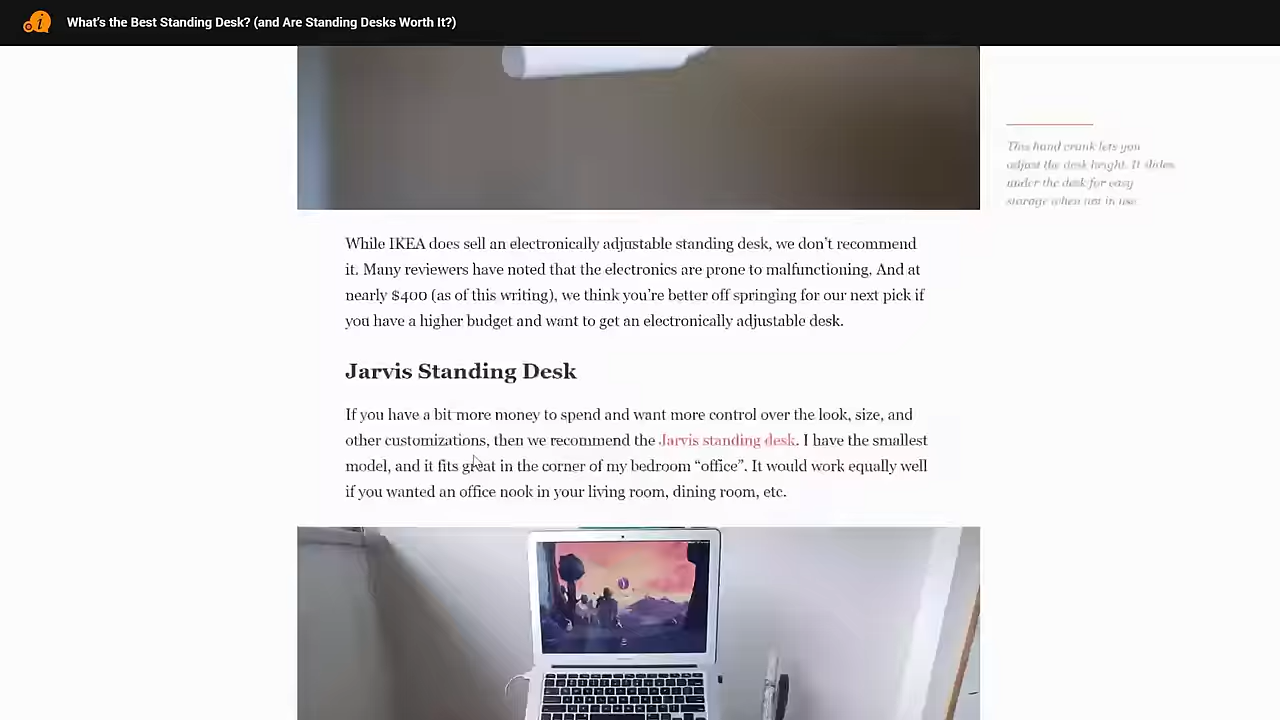 What's the Best Standing Desk? (and Are Standing Desks Worth It?)
This hand crank lets you
adjust the desk height. It slides
under the desk for easy
storage when not in use.
While IKEA does sell an electronically adjustable standing desk, we don't recommend
it. Many reviewers have noted that the electronics are prone to malfunctioning. And at
nearly $400 (as of this writing), we think you're better off springing for our next pick if
you have a higher budget and want to get an electronically adjustable desk.
Jarvis Standing Desk
If you have a bit more money to spend and want more control over the look, size, and
other customizations, then we recommend the Jarvis standing desk. I have the smallest
model, and it fits great in the corner of my bedroom “office”. It would work equally well
if you wanted an office nook in your living room, dining room, etc.